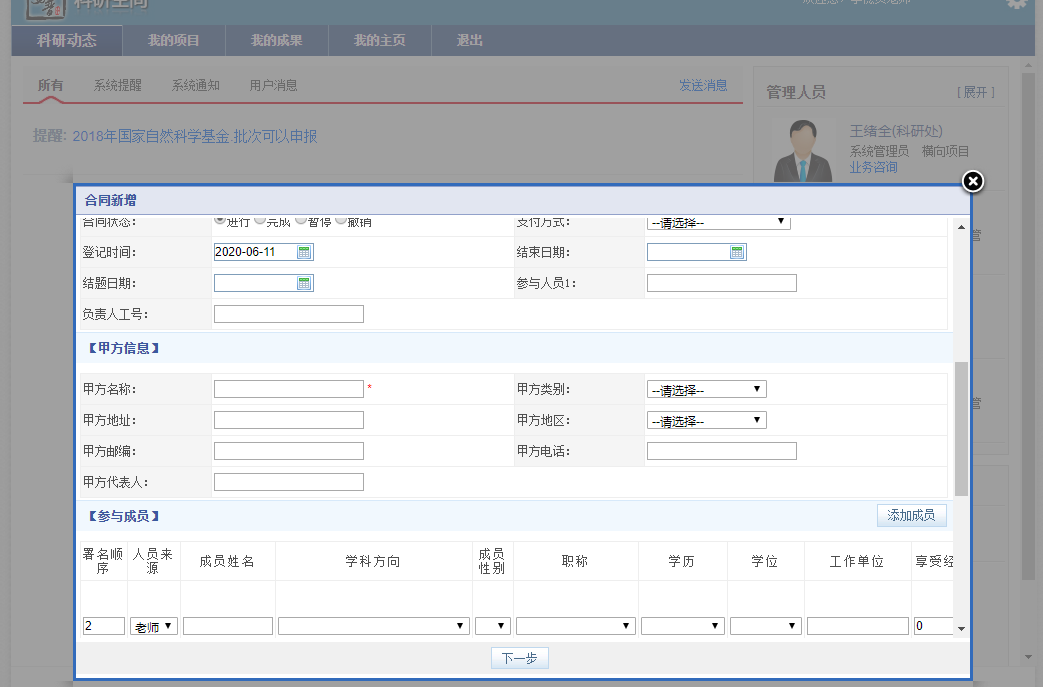 科研空间
科研动态 我的项目 我的成果 我的主页 退出
所有 系统提醒 系统通知 用户消息 发送消息
管理人员 [ 展开 ]
提醒: 2018年国家自然科学基金 批次可以申报
王绪全(科研处)
系统管理员 横向项目
业务咨询
合同新增
合同状态: 进行 完成 暂停 撤销 支付方式: --请选择--
登记时间: 2020-06-11 结束日期:
管
结题日期: 参与人员1:
负责人工号:
【甲方信息】
甲方名称: * 甲方类别: --请选择--
管
甲方地址: 甲方地区: --请选择--
甲方邮编: 甲方电话:
甲方代表人:
【参与成员】 添加成员
署名顺序 人员来源 成员姓名 学科方向 成员性别 职称 学历 学位 工作单位 享受经
2 老师 0
下一步